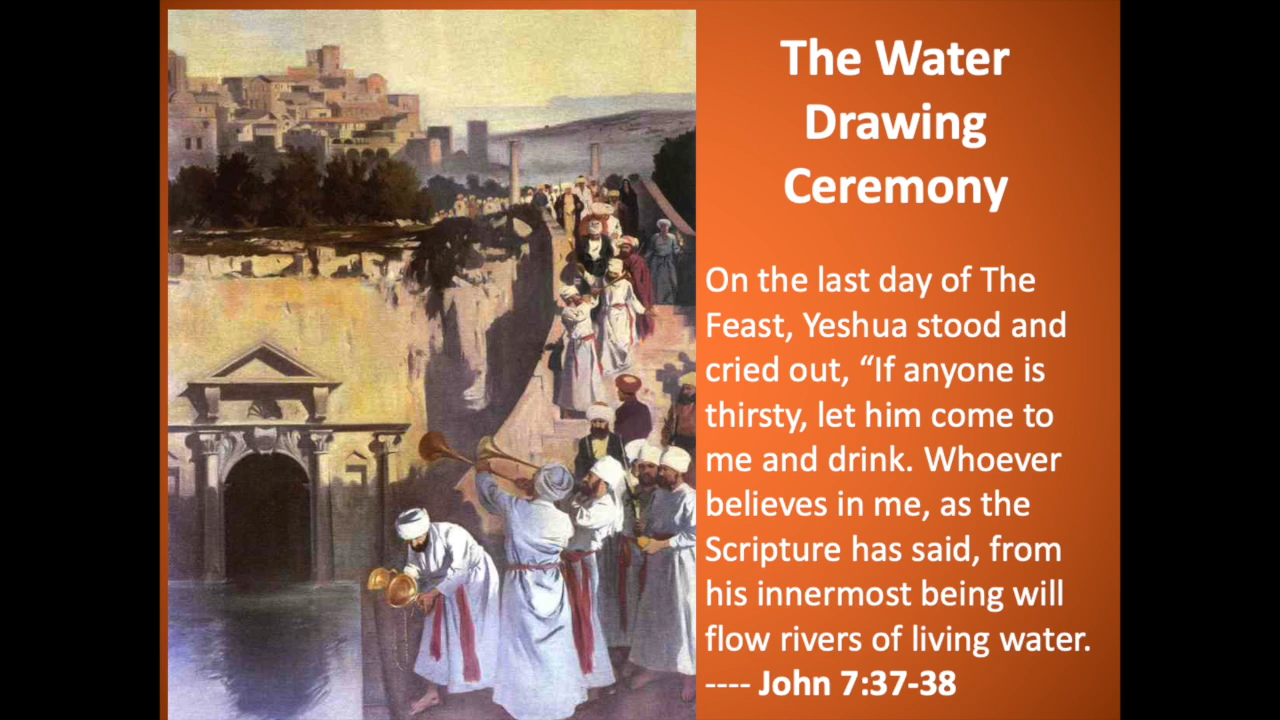 The Water
Drawing
Ceremony
On the last day of The
Feast, Yeshua stood and
cried out, “If anyone is
thirsty, let him come to
me and drink. Whoever
believes in me, as the
Scripture has said, from
his innermost being will
flow rivers of living water.
---- John 7:37-38